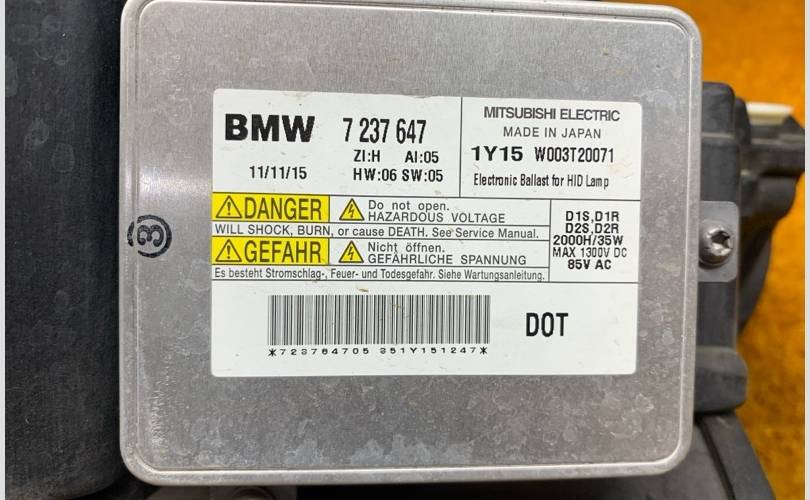 BMW 7 237 647
ZI:H AI:05
11/11/15 HW:06 SW:05
MITSUBISHI ELECTRIC
MADE IN JAPAN
1Y15 W003T20071
Electronic Ballast for HID Lamp
DANGER
Do not open.
HAZARDOUS VOLTAGE
WILL SHOCK, BURN, or cause DEATH. See Service Manual.
GEFAHR
Nicht öffnen.
GEFÄHRLICHE SPANNUNG
Es besteht Stromschlag-, Feuer- und Todesgefahr. Siehe Wartungsanleitung.
D1S,D1R
D2S,D2R
2000H/35W
MAX 1300V DC
85V AC
*723764705 351Y151247*
DOT
3